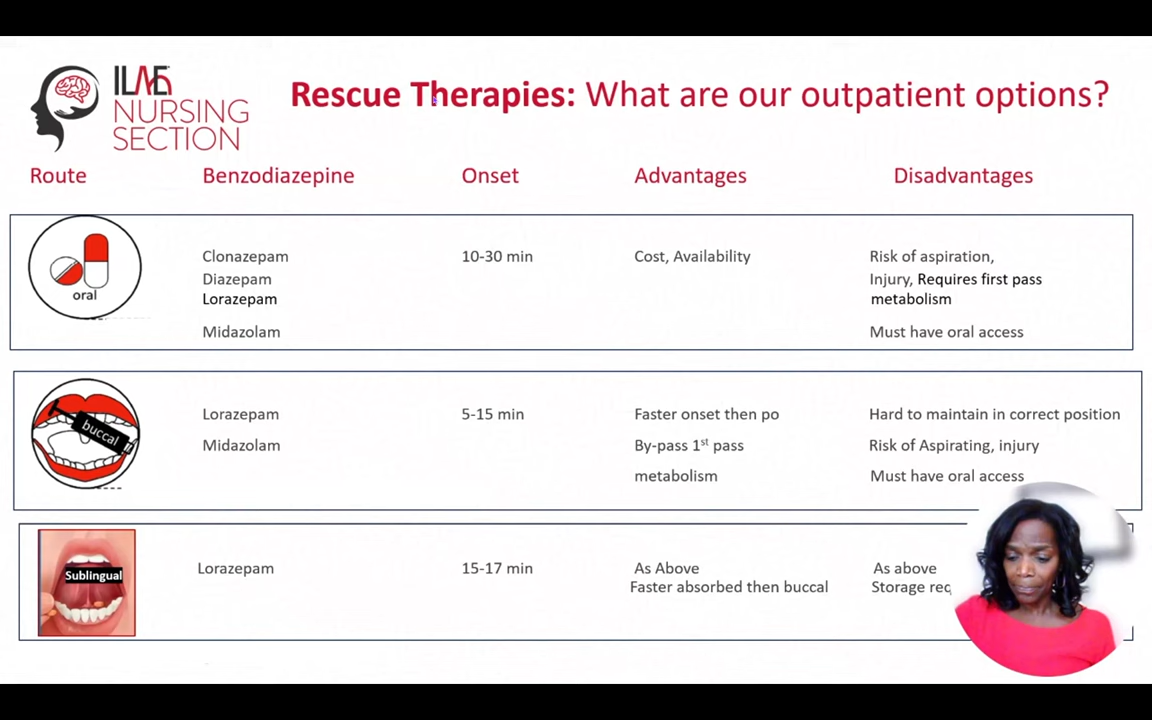 ILAE
NURSING
SECTION
Rescue Therapies: What are our outpatient options?
Route Benzodiazepine Onset Advantages Disadvantages
oral
Clonazepam 10-30 min Cost, Availability Risk of aspiration,
Diazepam Injury, Requires first pass
Lorazepam metabolism
Midazolam Must have oral access
buccal
Lorazepam 5-15 min Faster onset then po Hard to maintain in correct position
Midazolam By-pass 1st pass Risk of Aspirating, injury
metabolism Must have oral access
Sublingual
Lorazepam 15-17 min As Above As above
Faster absorbed then buccal Storage